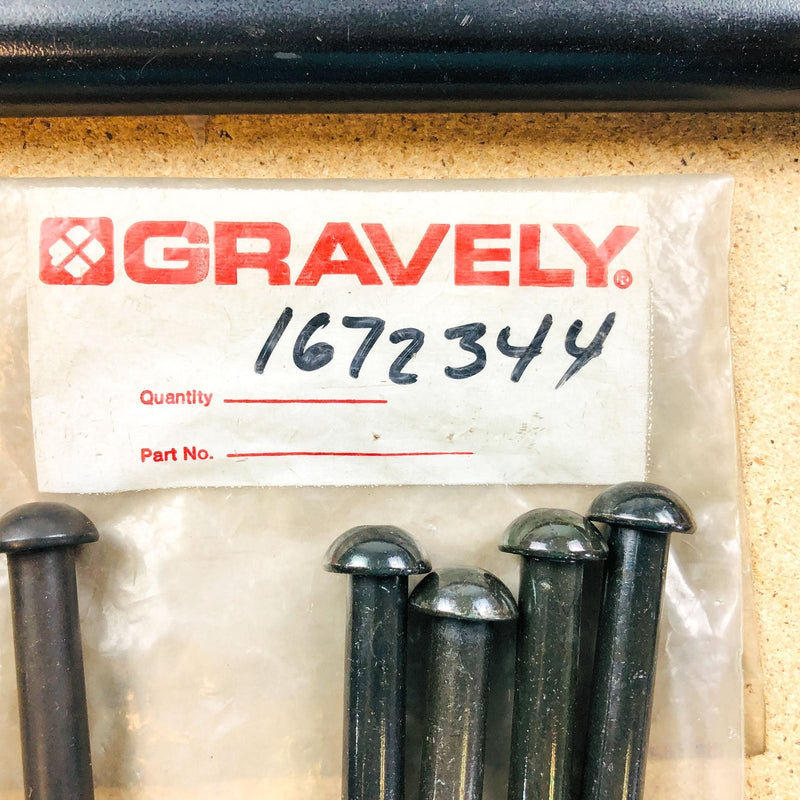 GRAVELY®
1672344
Quantity
Part No.